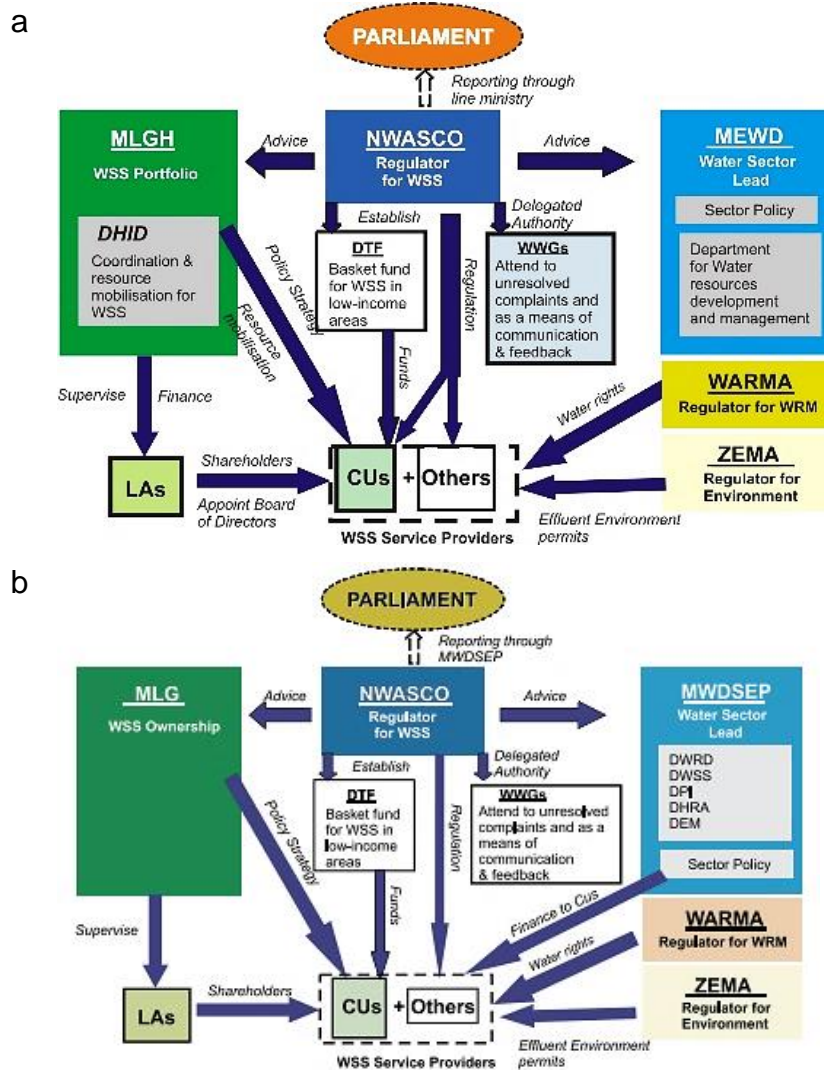 a
PARLIAMENT
Reporting through
line ministry
MLGH
WSS Portfolio
DHID
Coordination &
resource
mobilisation for
WSS
Advice
NWASCO
Regulator
for WSS
Advice
MEWD
Water Sector
Lead
Sector Policy
Department
for Water
resources
development
and management
Establish
Delegated
Authority
DTF
Basket fund
for WSS in
low-income
areas
WWGs
Attend to
unresolved
complaints and
as a means of
communication
& feedback
Policy Strategy
Resource
mobilisation
Funds
Regulation
Supervise
Finance
Water rights
WARMA
Regulator for WRM
ZEMA
Regulator for
Environment
LAs
Shareholders
Appoint Board
of Directors
CUs + Others
WSS Service Providers
Effluent Environment
permits
b
PARLIAMENT
Reporting through
MWDSEP
MLG
WSS Ownership
Advice
NWASCO
Regulator
for WSS
Advice
MWDSEP
Water Sector
Lead
DWRD
DWSS
DPI
DHRA
DEM
Sector Policy
Establish
Delegated
Authority
DTF
Basket fund
for WSS in
low-income
areas
WWGs
Attend to unresolved
complaints and as a
means of
communication
& feedback
Policy Strategy
Funds
Regulation
Supervise
Finance to Cus
Water rights
WARMA
Regulator for WRM
ZEMA
Regulator for
Environment
LAs
Shareholders
CUs + Others
WSS Service Providers
Effluent Environment
permits